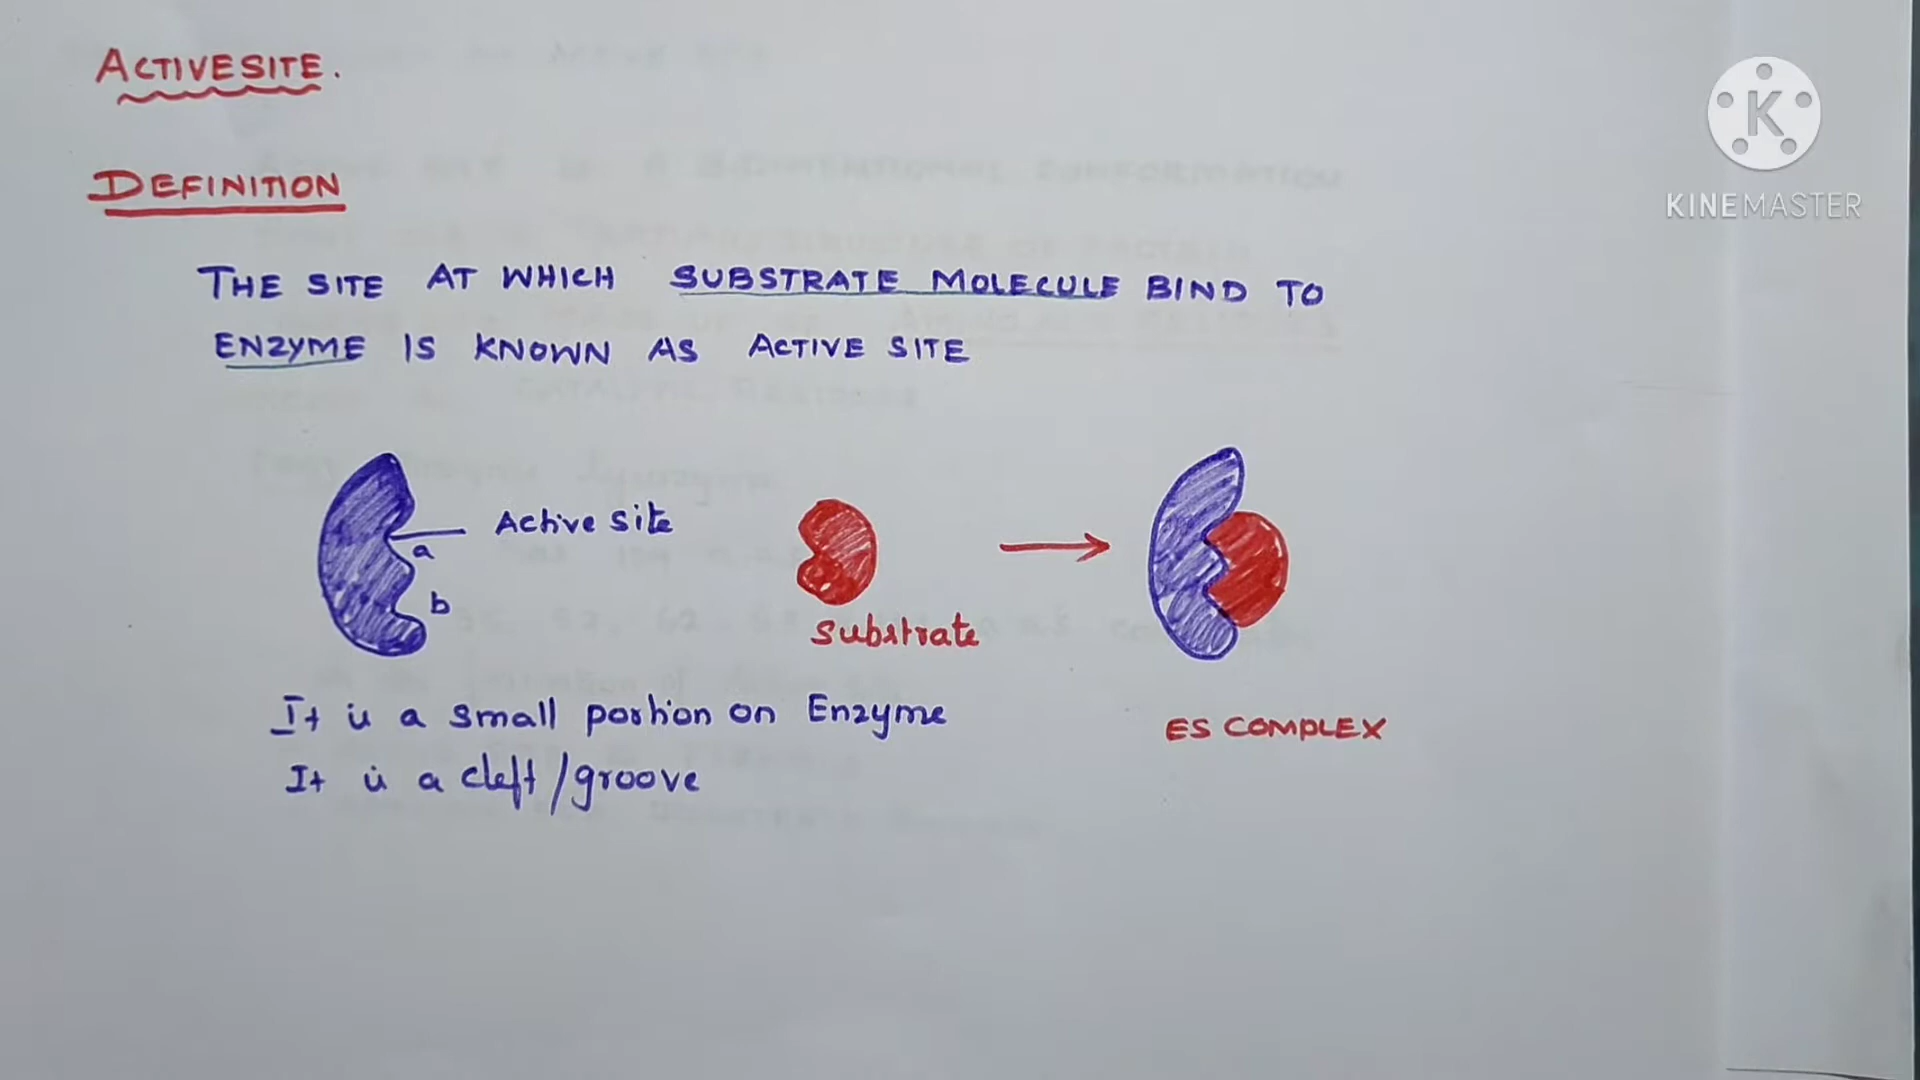 ACTIVESITE.
K
KINEMASTER
DEFINITION
THE SITE AT WHICH SUBSTRATE MOLECULE BIND TO
ENZYME IS KNOWN AS ACTIVE SITE
Active site
a
b
substrate
It is a small portion on Enzyme
ES COMPLEX
It is a cleft/groove